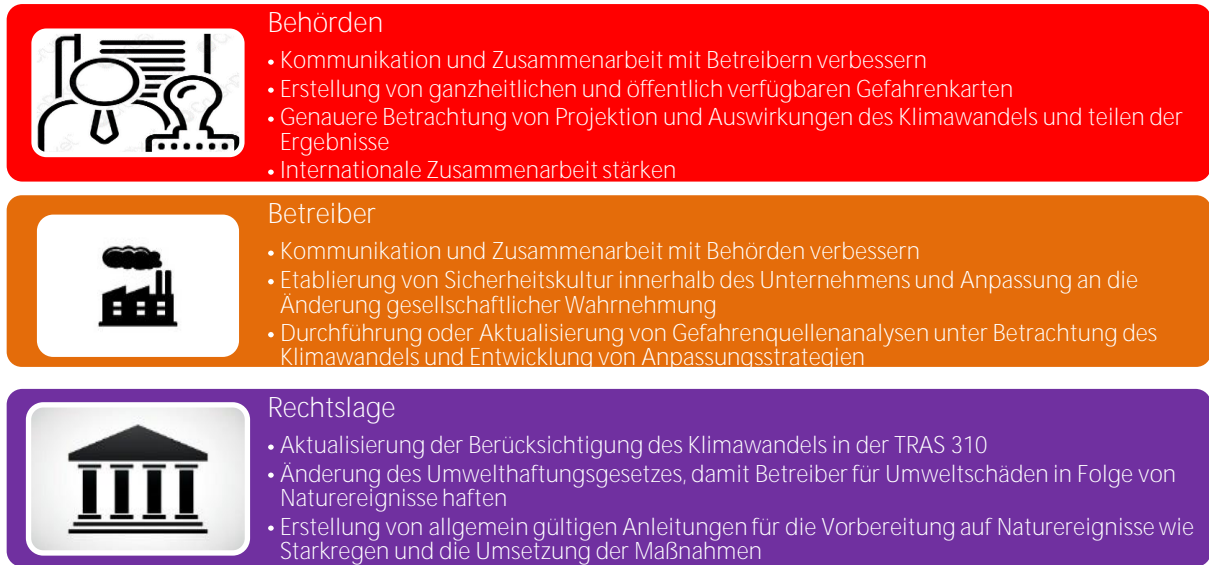 Behörden
• Kommunikation und Zusammenarbeit mit Betreibern verbessern
• Erstellung von ganzheitlichen und öffentlich verfügbaren Gefahrenkarten
• Genauere Betrachtung von Projektion und Auswirkungen des Klimawandels und teilen der
Ergebnisse
• Internationale Zusammenarbeit stärken
Betreiber
• Kommunikation und Zusammenarbeit mit Behörden verbessern
• Etablierung von Sicherheitskultur innerhalb des Unternehmens und Anpassung an die
Änderung gesellschaftlicher Wahrnehmung
• Durchführung oder Aktualisierung von Gefahrenquellenanalysen unter Betrachtung des
Klimawandels und Entwicklung von Anpassungsstrategien
Rechtslage
• Aktualisierung der Berücksichtigung des Klimawandels in der TRAS 310
• Änderung des Umwelthaftungsgesetzes, damit Betreiber für Umweltschäden in Folge von
Naturereignisse haften
• Erstellung von allgemein gültigen Anleitungen für die Vorbereitung auf Naturereignisse wie
Starkregen und die Umsetzung der Maßnahmen